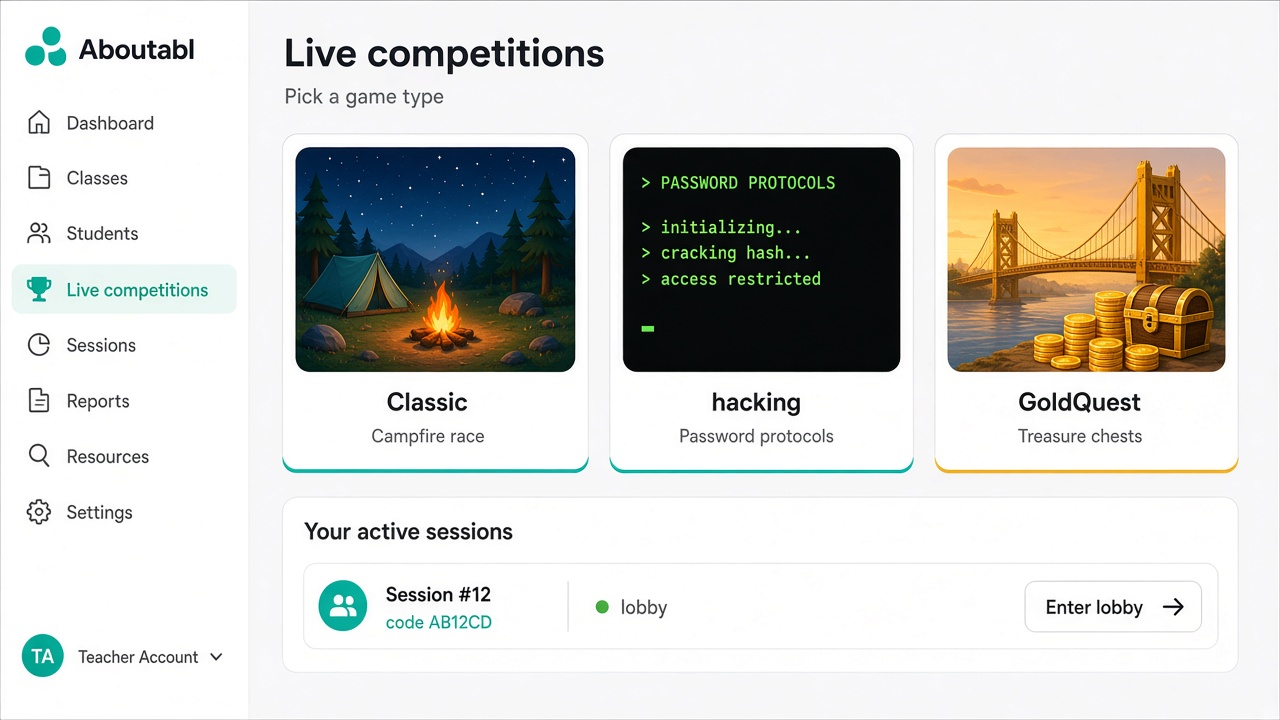 Aboutabl
Dashboard
Classes
Students
Live competitions
Sessions
Reports
Resources
Settings
TA
Teacher Account
Live competitions
Pick a game type
> PASSWORD PROTOCOLS
> initializing...
> cracking hash...
> access restricted
Classic
Campfire race
hacking
Password protocols
GoldQuest
Treasure chests
Your active sessions
Session #12
code AB12CD
lobby
Enter lobby